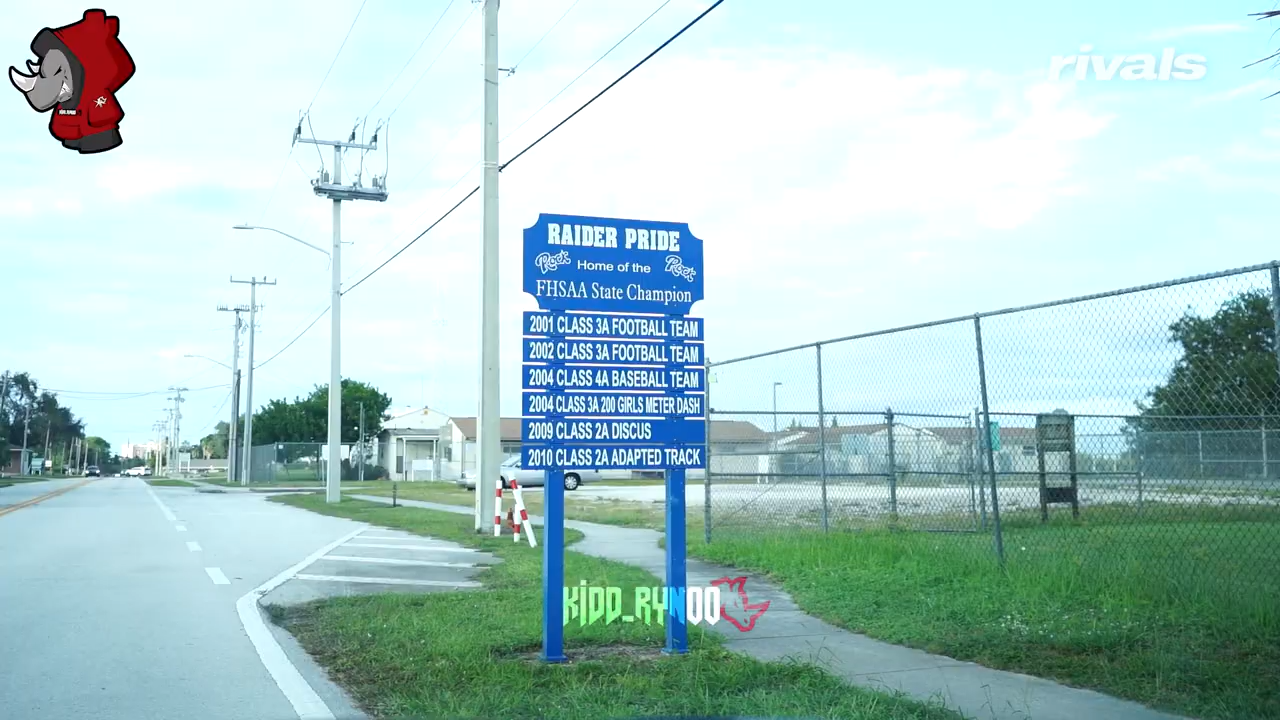 rivals
RAIDER PRIDE
Rock Home of the Rock
FHSAA State Champion
2001 CLASS 3A FOOTBALL TEAM
2002 CLASS 3A FOOTBALL TEAM
2004 CLASS 4A BASEBALL TEAM
2004 CLASS 3A 200 GIRLS METER DASH
2009 CLASS 2A DISCUS
2010 CLASS 2A ADAPTED TRACK
KIDD_RYNOO